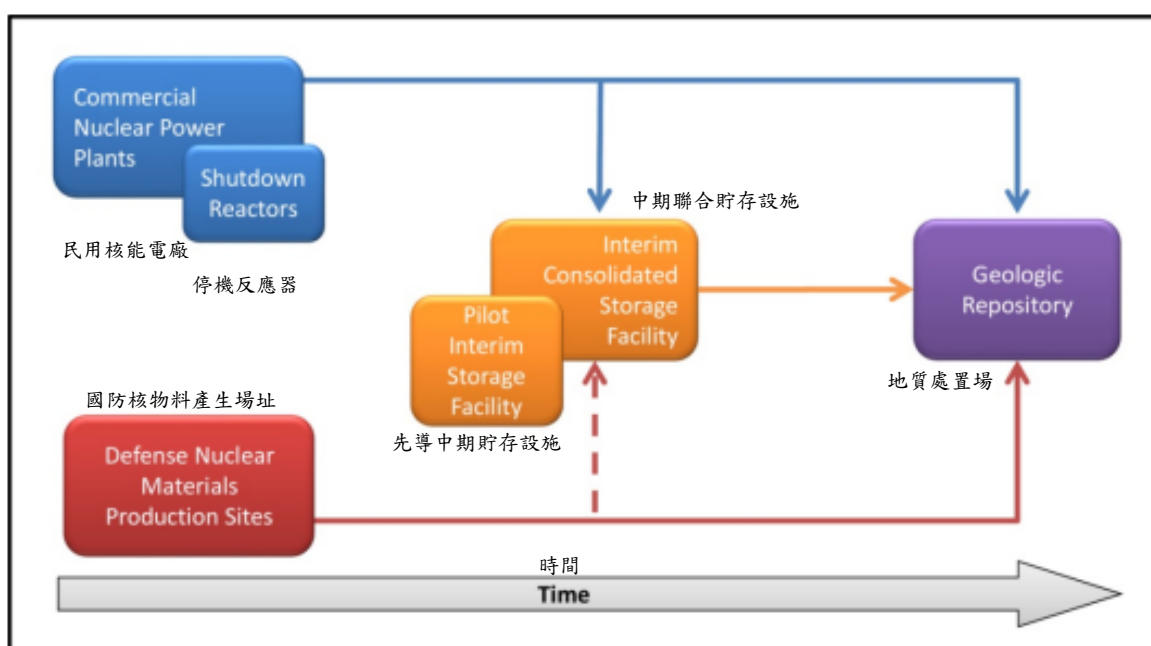 Commercial
Nuclear Power
Plants
Shutdown
Reactors
民用核能電廠
停機反應器
中期聯合貯存設施
Interim
Consolidated
Storage
Facility
Pilot
Interim
Storage
Facility
先導中期貯存設施
Geologic
Repository
地质處置場
國防核物料產生場址
Defense Nuclear
Materials
Production Sites
時間
Time